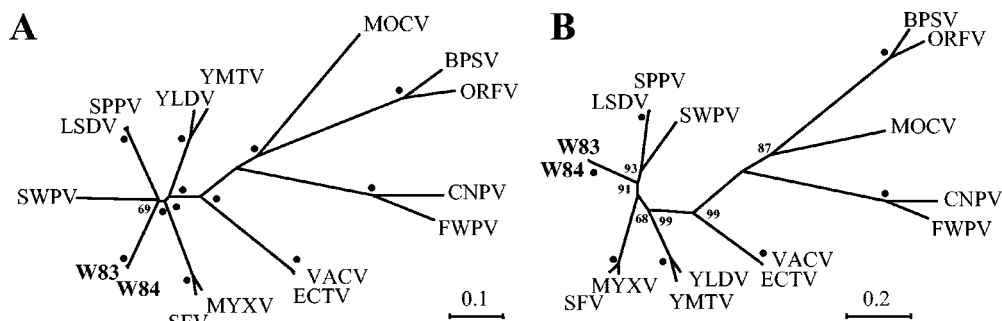 A
MOCV
BPSV
ORFV
YMTV
YLDV
SPPV
LSDV
SWPV
69
CNPV
FWPV
W83
W84
VACV
ECTV
MYXV
SFV
0.1
B
BPSV
ORFV
SPPV
LSDV
SWPV
MOCV
W83
W84
87
93
91
68
99
99
CNPV
FWPV
VACV
ECTV
MYXV
YLDV
SFV
YMTV
0.2